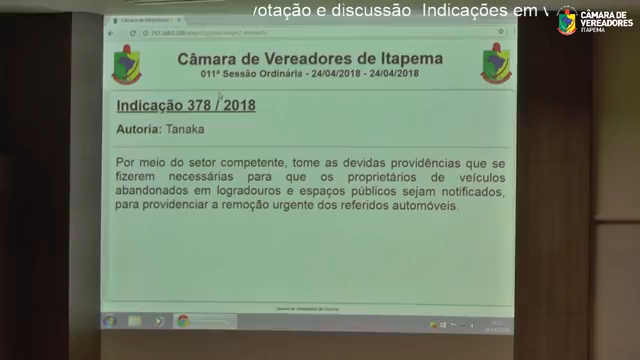 votação e discussão  Indicações em v
CÂMARA DE
VEREADORES
ITAPEMA
Câmara de Vereadores de Itapema
011ª Sessão Ordinária - 24/04/2018 - 24/04/2018
Indicação 378 / 2018
Autoria: Tanaka
Por meio do setor competente, tome as devidas providências que se
fizerem necessárias para que os proprietários de veículos
abandonados em logradouros e espaços públicos sejam notificados,
para providenciar a remoção urgente dos referidos automóveis.